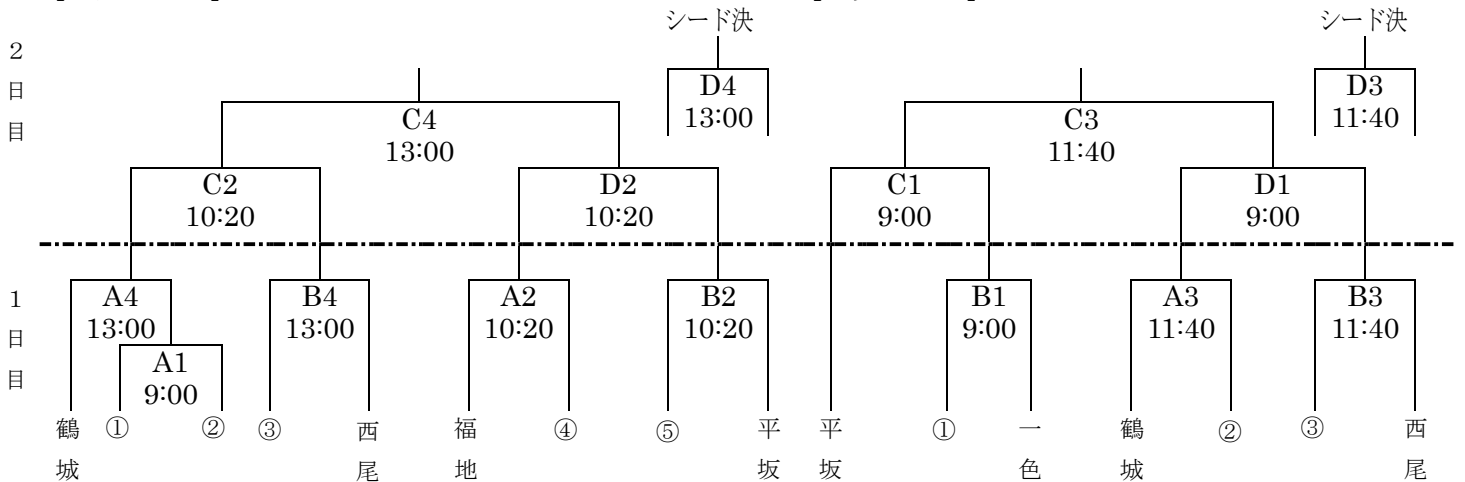 シード決
シード決
2日目
D4
13:00
D3
11:40
C4
13:00
C3
11:40
C2
10:20
D2
10:20
C1
9:00
D1
9:00
1日目
A4
13:00
B4
13:00
A2
10:20
B2
10:20
B1
9:00
A3
11:40
B3
11:40
A1
9:00
鶴城
①
②
③
西尾
福地
④
⑤
平坂
平坂
①
一色
鶴城
②
③
西尾